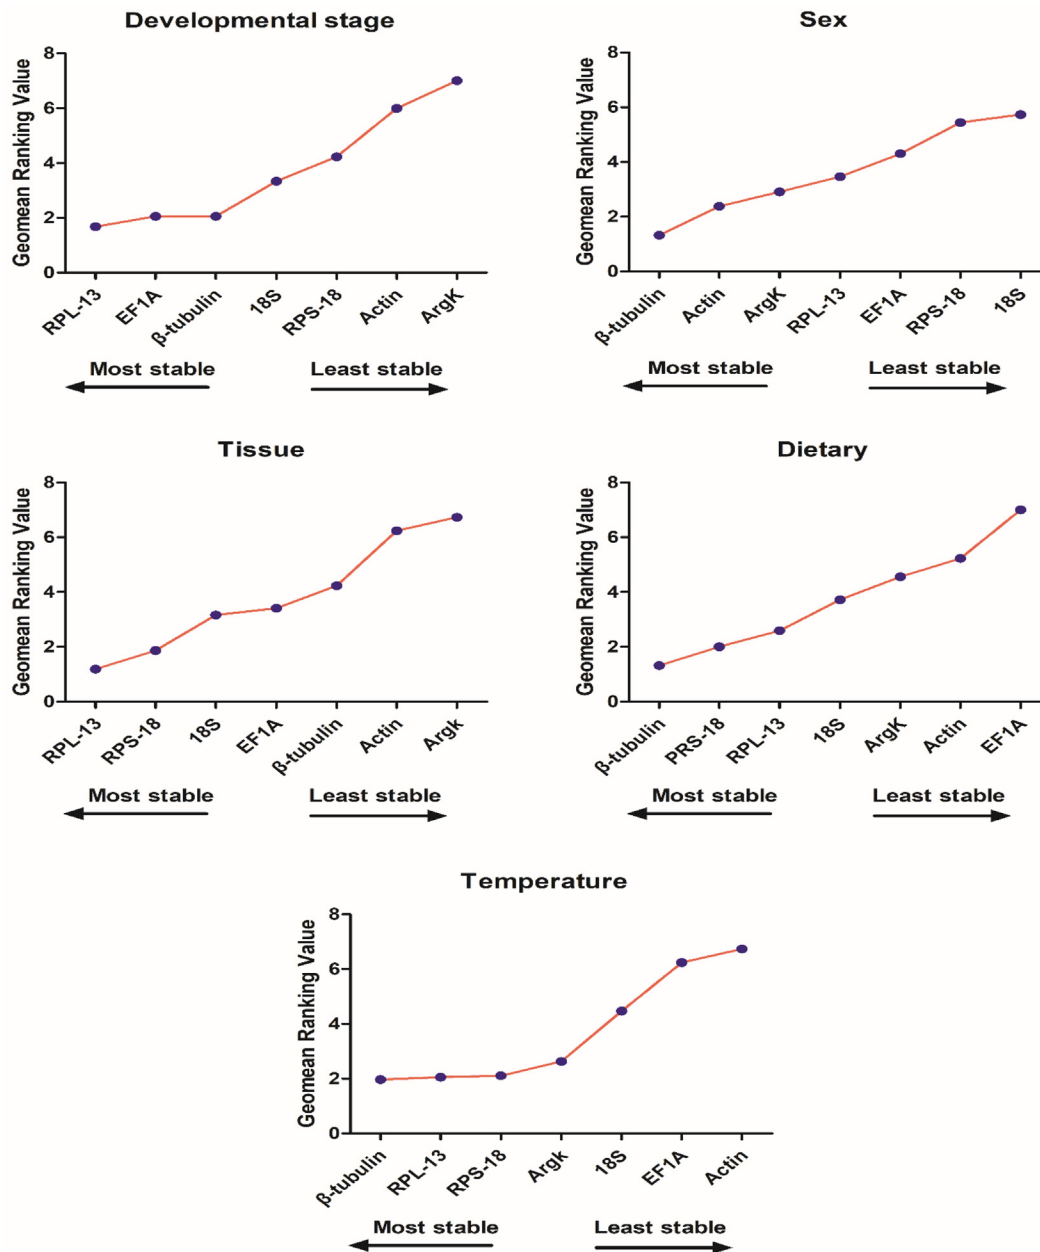 Developmental stage
Geomean Ranking Value
8
6
4
2
0
RPL-13
EF1A
β-tubulin
18S
RPS-18
Actin
ArgK
Most stable
Least stable
Sex
Geomean Ranking Value
8
6
4
2
0
β-tubulin
Actin
ArgK
RPL-13
EF1A
RPS-18
18S
Most stable
Least stable
Tissue
Geomean Ranking Value
8
6
4
2
0
RPL-13
RPS-18
18S
EF1A
β-tubulin
Actin
Argk
Most stable
Least stable
Dietary
Geomean Ranking Value
8
6
4
2
0
β-tubulin
PRS-18
RPL-13
18S
ArgK
Actin
EF1A
Most stable
Least stable
Temperature
Geomean Ranking Value
8
6
4
2
0
β-tubulin
RPL-13
RPS-18
Argk
18S
EF1A
Actin
Most stable
Least stable